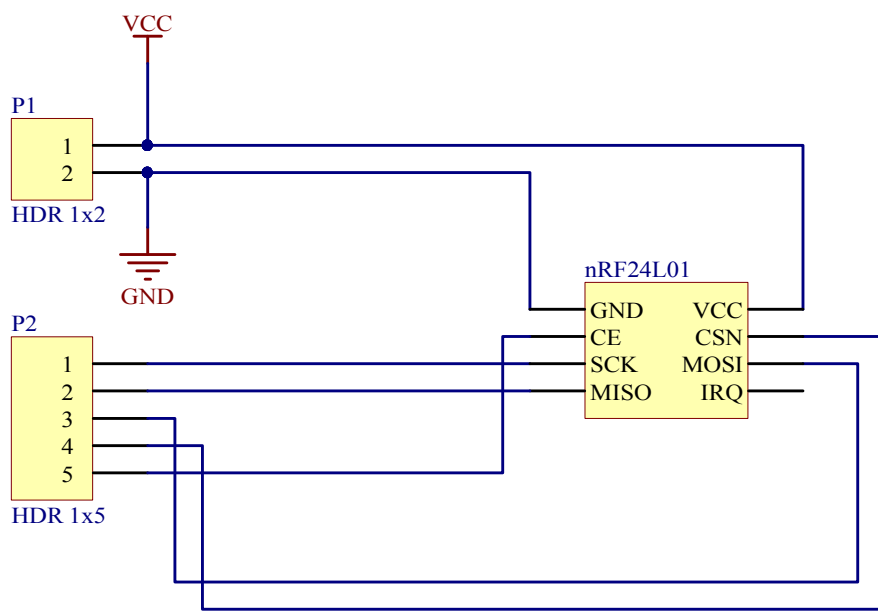 VCC
P1
1
2
HDR 1x2
GND
nRF24L01
GND VCC
CE CSN
SCK MOSI
MISO IRQ
P2
1
2
3
4
5
HDR 1x5